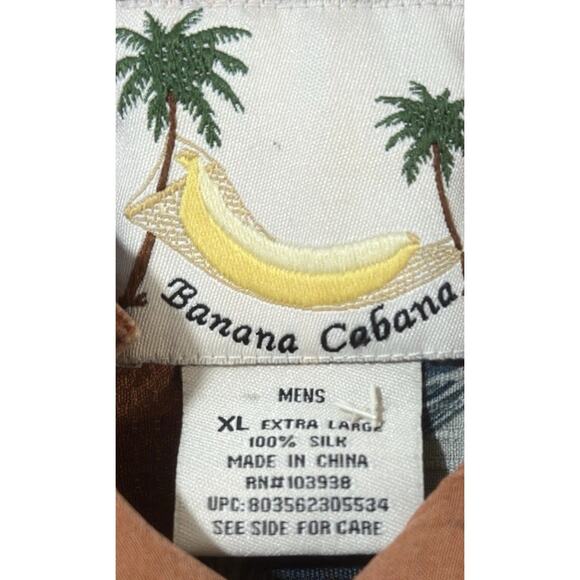 Banana Cabana
MENS
XL EXTRA LARGE
100% SILK
MADE IN CHINA
RN#103938
UPC:803562305534
SEE SIDE FOR CARE